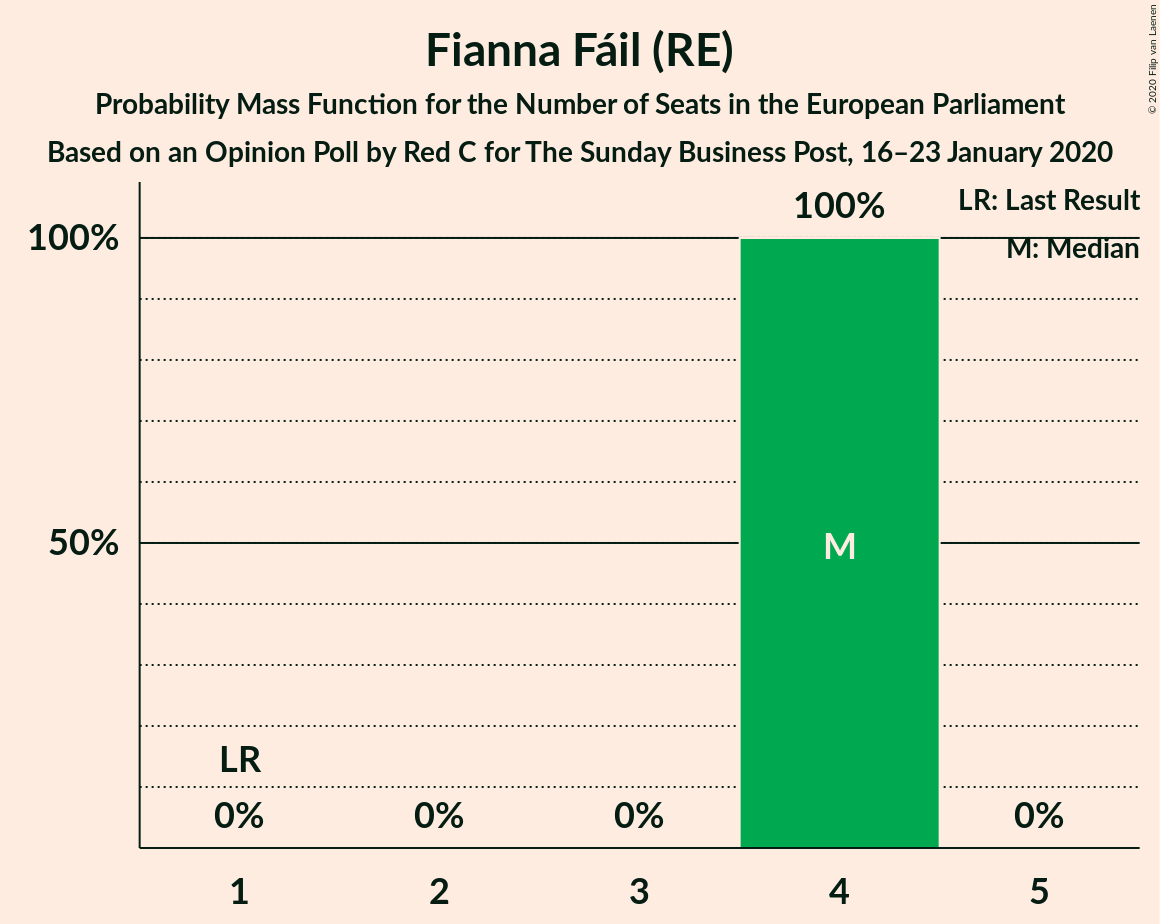 Fianna Fáil (RE)
Probability Mass Function for the Number of Seats in the European Parliament
Based on an Opinion Poll by Red C for The Sunday Business Post, 16–23 January 2020
© 2020 Filip van Laenen
LR: Last Result
M: Median
100%
100%
50%
M
LR
0%
0%
0%
0%
1
2
3
4
5